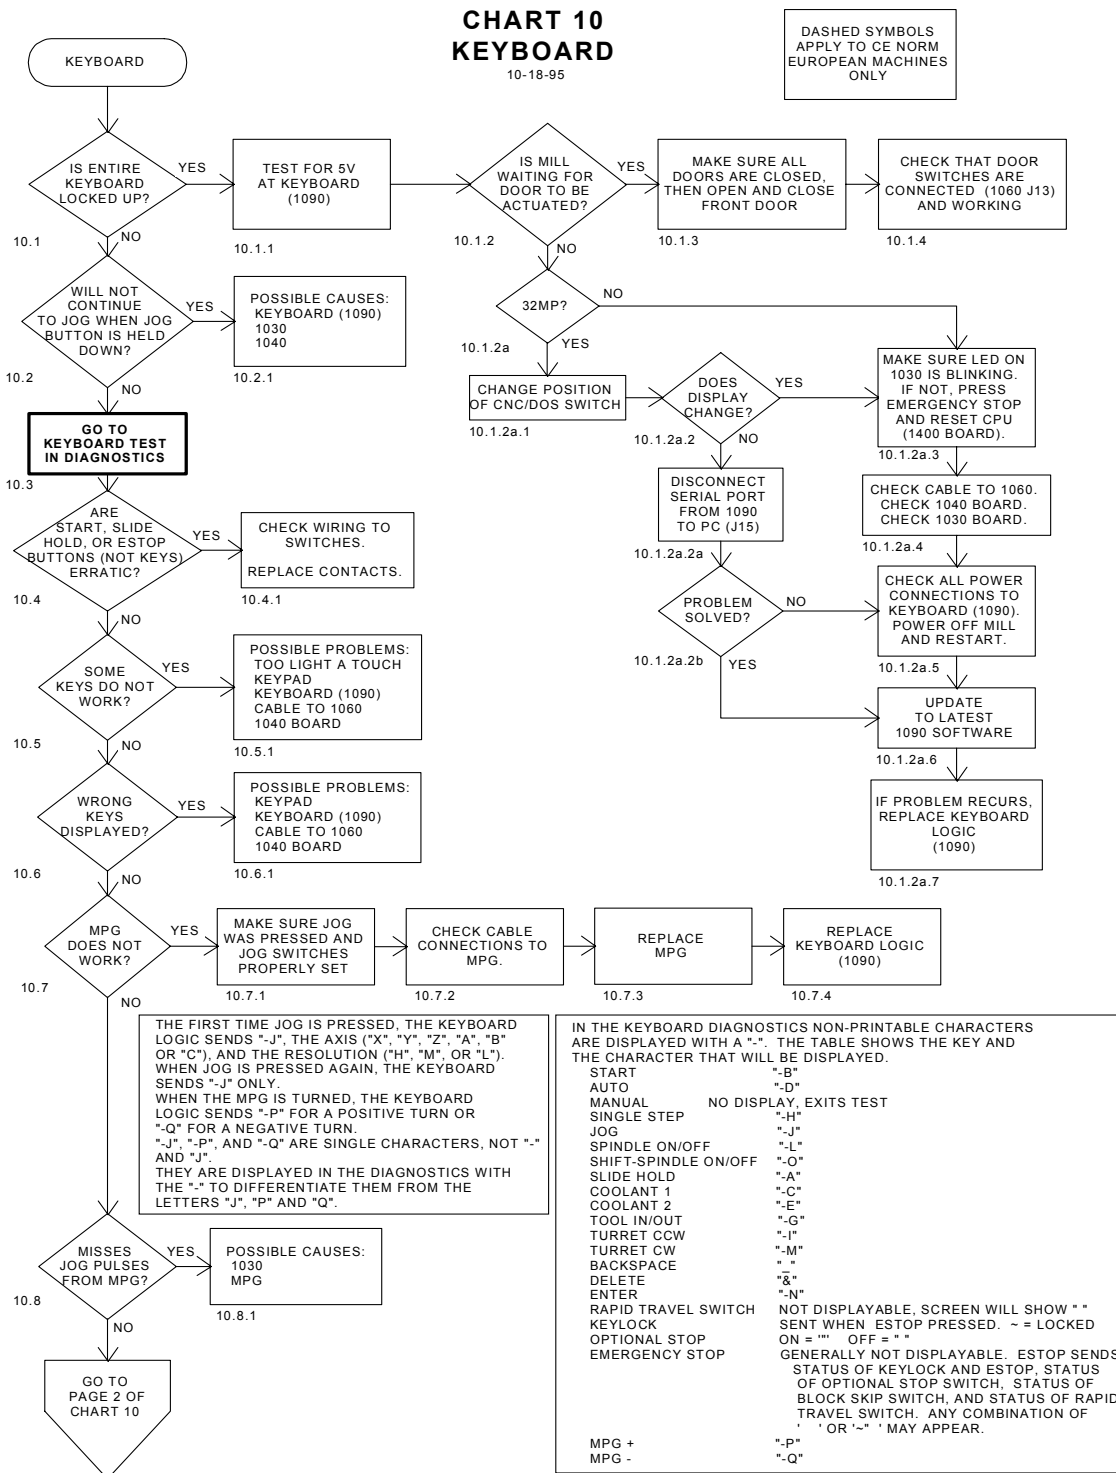 CHART 10
KEYBOARD
10-18-95
DASHED SYMBOLS
APPLY TO CE NORM
EUROPEAN MACHINES
ONLY
KEYBOARD
IS ENTIRE
KEYBOARD
LOCKED UP?
YES
NO
10.1
TEST FOR 5V
AT KEYBOARD
(1090)
10.1.1
IS MILL
WAITING FOR
DOOR TO BE
ACTUATED?
YES
NO
10.1.2
MAKE SURE ALL
DOORS ARE CLOSED,
THEN OPEN AND CLOSE
FRONT DOOR
10.1.3
CHECK THAT DOOR
SWITCHES ARE
CONNECTED (1060 J13)
AND WORKING
10.1.4
WILL NOT
CONTINUE
TO JOG WHEN JOG
BUTTON IS HELD
DOWN?
YES
NO
10.2
POSSIBLE CAUSES:
KEYBOARD (1090)
1030
1040
10.2.1
32MP?
NO
YES
10.1.2a
CHANGE POSITION
OF CNC/DOS SWITCH
10.1.2a.1
DOES
DISPLAY
CHANGE?
YES
NO
10.1.2a.2
MAKE SURE LED ON
1030 IS BLINKING.
IF NOT, PRESS
EMERGENCY STOP
AND RESET CPU
(1400 BOARD).
10.1.2a.3
GO TO
KEYBOARD TEST
IN DIAGNOSTICS
10.3
DISCONNECT
SERIAL PORT
FROM 1090
TO PC (J15)
10.1.2a.2a
CHECK CABLE TO 1060.
CHECK 1040 BOARD.
CHECK 1030 BOARD.
10.1.2a.4
ARE
START, SLIDE
HOLD, OR ESTOP
BUTTONS (NOT KEYS)
ERRATIC?
YES
NO
10.4
CHECK WIRING TO
SWITCHES.
REPLACE CONTACTS.
10.4.1
PROBLEM
SOLVED?
NO
YES
10.1.2a.2b
CHECK ALL POWER
CONNECTIONS TO
KEYBOARD (1090).
POWER OFF MILL
AND RESTART.
10.1.2a.5
SOME
KEYS DO NOT
WORK?
YES
NO
10.5
POSSIBLE PROBLEMS:
TOO LIGHT A TOUCH
KEYPAD
KEYBOARD (1090)
CABLE TO 1060
1040 BOARD
10.5.1
UPDATE
TO LATEST
1090 SOFTWARE
10.1.2a.6
WRONG
KEYS
DISPLAYED?
YES
NO
10.6
POSSIBLE PROBLEMS:
KEYPAD
KEYBOARD (1090)
CABLE TO 1060
1040 BOARD
10.6.1
IF PROBLEM RECURS,
REPLACE KEYBOARD
LOGIC
(1090)
10.1.2a.7
MPG
DOES NOT
WORK?
YES
NO
10.7
MAKE SURE JOG
WAS PRESSED AND
JOG SWITCHES
PROPERLY SET
10.7.1
CHECK CABLE
CONNECTIONS TO
MPG.
10.7.2
REPLACE
MPG
10.7.3
REPLACE
KEYBOARD LOGIC
(1090)
10.7.4
THE FIRST TIME JOG IS PRESSED, THE KEYBOARD
LOGIC SENDS "-J", THE AXIS ("X", "Y", "Z", "A", "B"
OR "C"), AND THE RESOLUTION ("H", "M", OR "L").
WHEN JOG IS PRESSED AGAIN, THE KEYBOARD
SENDS "-J" ONLY.
WHEN THE MPG IS TURNED, THE KEYBOARD
LOGIC SENDS "-P" FOR A POSITIVE TURN OR
"-Q" FOR A NEGATIVE TURN.
"-J", "-P", AND "-Q" ARE SINGLE CHARACTERS, NOT "-"
AND "J".
THEY ARE DISPLAYED IN THE DIAGNOSTICS WITH
THE "-" TO DIFFERENTIATE THEM FROM THE
LETTERS "J", "P" AND "Q".
IN THE KEYBOARD DIAGNOSTICS NON-PRINTABLE CHARACTERS
ARE DISPLAYED WITH A "-". THE TABLE SHOWS THE KEY AND
THE CHARACTER THAT WILL BE DISPLAYED.
START "-B"
AUTO "-D"
MANUAL NO DISPLAY, EXITS TEST
SINGLE STEP "-H"
JOG "-J"
SPINDLE ON/OFF "-L"
SHIFT-SPINDLE ON/OFF "-O"
SLIDE HOLD "-A"
COOLANT 1 "-C"
COOLANT 2 "-E"
TOOL IN/OUT "-G"
TURRET CCW "-I"
TURRET CW "-M"
BACKSPACE "_"
DELETE "&"
ENTER "-N"
RAPID TRAVEL SWITCH NOT DISPLAYABLE, SCREEN WILL SHOW " "
KEYLOCK SENT WHEN ESTOP PRESSED. ~ = LOCKED
OPTIONAL STOP ON = '"' OFF = " "
EMERGENCY STOP GENERALLY NOT DISPLAYABLE. ESTOP SENDS
STATUS OF KEYLOCK AND ESTOP, STATUS
OF OPTIONAL STOP SWITCH, STATUS OF
BLOCK SKIP SWITCH, AND STATUS OF RAPID
TRAVEL SWITCH. ANY COMBINATION OF
' ' OR '~" ' MAY APPEAR.
MPG + "-P"
MPG - "-Q"
MISSES
JOG PULSES
FROM MPG?
YES
NO
10.8
POSSIBLE CAUSES:
1030
MPG
10.8.1
GO TO
PAGE 2 OF
CHART 10